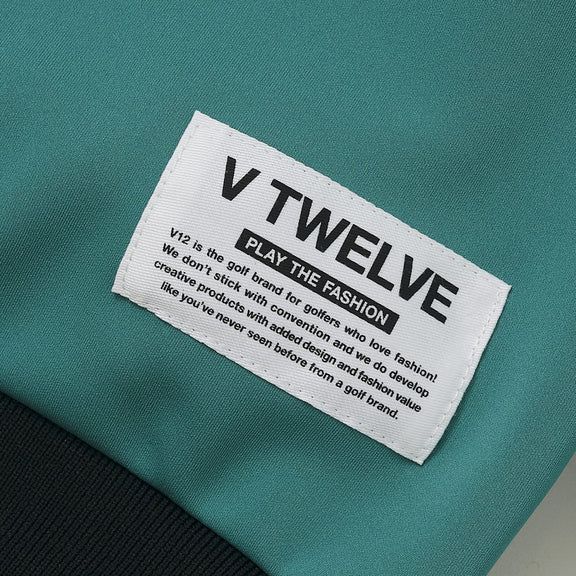 V TWELVE
PLAY THE FASHION
V12 is the golf brand for golfers who love fashion!
We don't stick with convention and we do develop
creative products with added design and fashion value
like you've never seen before from a golf brand.